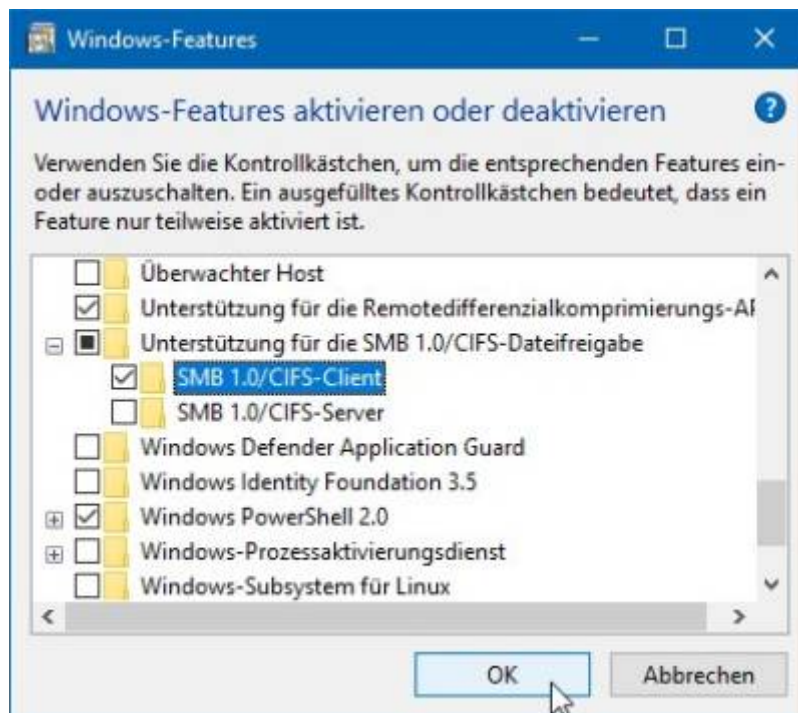 Windows-Features
Windows-Features aktivieren oder deaktivieren
Verwenden Sie die Kontrollkästchen, um die entsprechenden Features ein-
oder auszuschalten. Ein ausgefülltes Kontrollkästchen bedeutet, dass ein
Feature nur teilweise aktiviert ist.
Überwachter Host
Unterstützung für die Remotedifferenzialkomprimierungs-AP
Unterstützung für die SMB 1.0/CIFS-Dateifreigabe
SMB 1.0/CIFS-Client
SMB 1.0/CIFS-Server
Windows Defender Application Guard
Windows Identity Foundation 3.5
Windows PowerShell 2.0
Windows-Prozessaktivierungsdienst
Windows-Subsystem für Linux
OK
Abbrechen